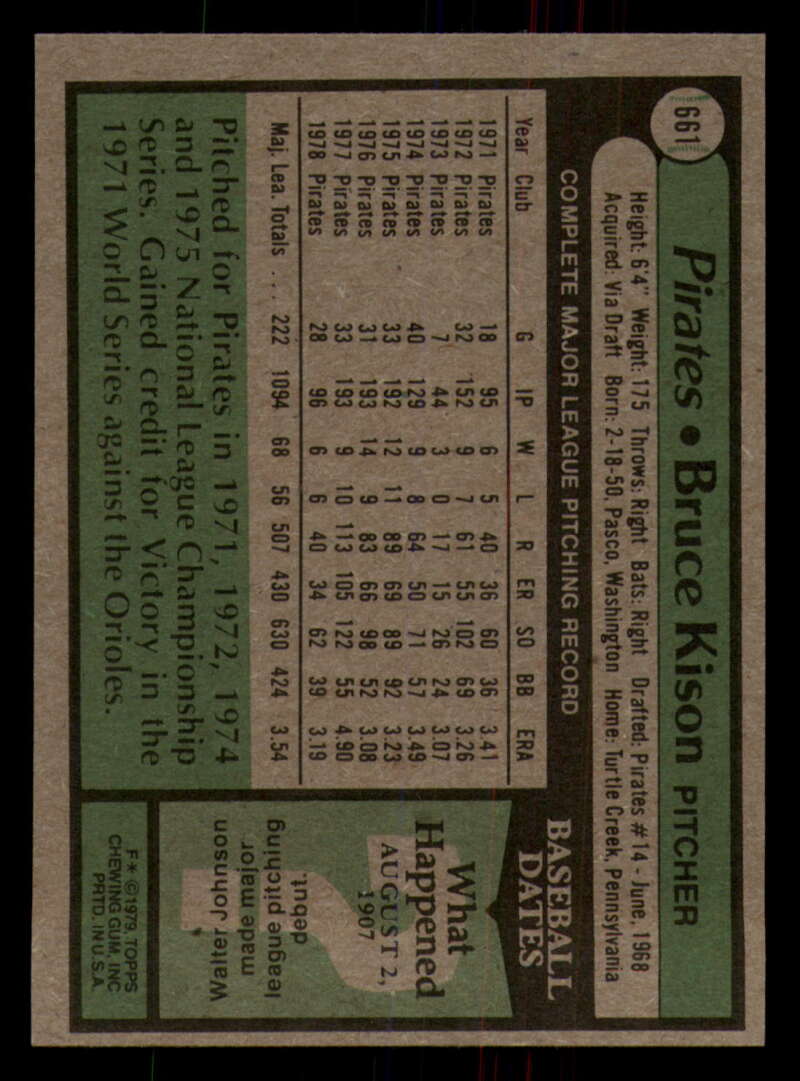 661
Pirates • Bruce Kison PITCHER
Height: 6'4" Weight: 175 Throws: Right Bats: Right Drafted: Pirates #14 - June, 1968
Acquired: Via Draft Born: 2-18-50, Pasco, Washington Home: Turtle Creek, Pennsylvania
COMPLETE MAJOR LEAGUE PITCHING RECORD
Year Club G IP W L R ER SO BB ERA
1971 Pirates 18 95 6 5 40 36 60 36 3.41
1972 Pirates 32 152 9 7 61 55 102 69 3.26
1973 Pirates 7 44 3 0 17 15 26 24 3.07
1974 Pirates 40 129 9 8 64 50 71 57 3.49
1975 Pirates 33 192 12 11 89 69 89 92 3.23
1976 Pirates 31 193 14 9 83 66 98 52 3.08
1977 Pirates 33 193 9 10 113 105 122 55 4.90
1978 Pirates 28 96 6 6 40 34 62 39 3.19
Maj. Lea. Totals . . . 222 1094 68 56 507 430 630 424 3.54
Pitched for Pirates in 1971, 1972, 1974
and 1975 National League Championship
Series. Gained credit for Victory in the
1971 World Series against the Orioles.
BASEBALL
DATES
What
Happened
AUGUST 2,
1907
Walter Johnson
made major
league pitching
debut.
F* ©1979, TOPPS
CHEWING GUM, INC
PRTD. IN U.S.A.